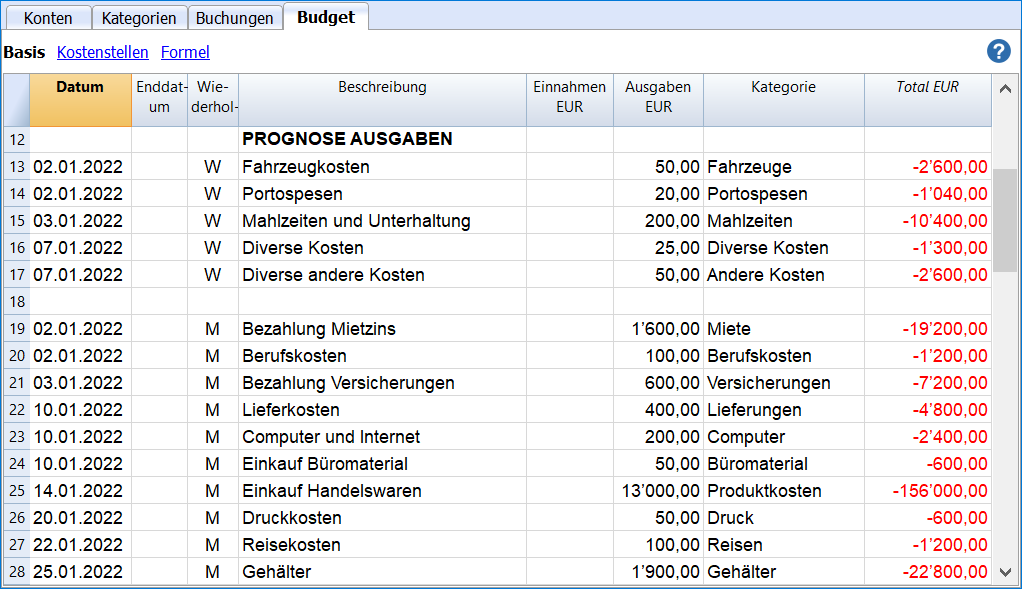 Konten Kategorien Buchungen Budget
Basis Kostenstellen Formel ?
Datum Enddat- Wie- Beschreibung Einnahmen Ausgaben Kategorie Total EUR
um derhol- EUR EUR
12 PROGNOSE AUSGABEN
13 02.01.2022 W Fahrzeugkosten 50,00 Fahrzeuge -2’600,00
14 02.01.2022 W Portospesen 20,00 Portospesen -1’040,00
15 03.01.2022 W Mahlzeiten und Unterhaltung 200,00 Mahlzeiten -10’400,00
16 07.01.2022 W Diverse Kosten 25,00 Diverse Kosten -1’300,00
17 07.01.2022 W Diverse andere Kosten 50,00 Andere Kosten -2’600,00
18
19 02.01.2022 M Bezahlung Mietzins 1’600,00 Miete -19’200,00
20 02.01.2022 M Berufskosten 100,00 Berufskosten -1’200,00
21 03.01.2022 M Bezahlung Versicherungen 600,00 Versicherungen -7’200,00
22 10.01.2022 M Lieferkosten 400,00 Lieferungen -4’800,00
23 10.01.2022 M Computer und Internet 200,00 Computer -2’400,00
24 10.01.2022 M Einkauf Büromaterial 50,00 Büromaterial -600,00
25 14.01.2022 M Einkauf Handelswaren 13’000,00 Produktkosten -156’000,00
26 20.01.2022 M Druckkosten 50,00 Druck -600,00
27 22.01.2022 M Reisekosten 100,00 Reisen -1’200,00
28 25.01.2022 M Gehälter 1’900,00 Gehälter -22’800,00